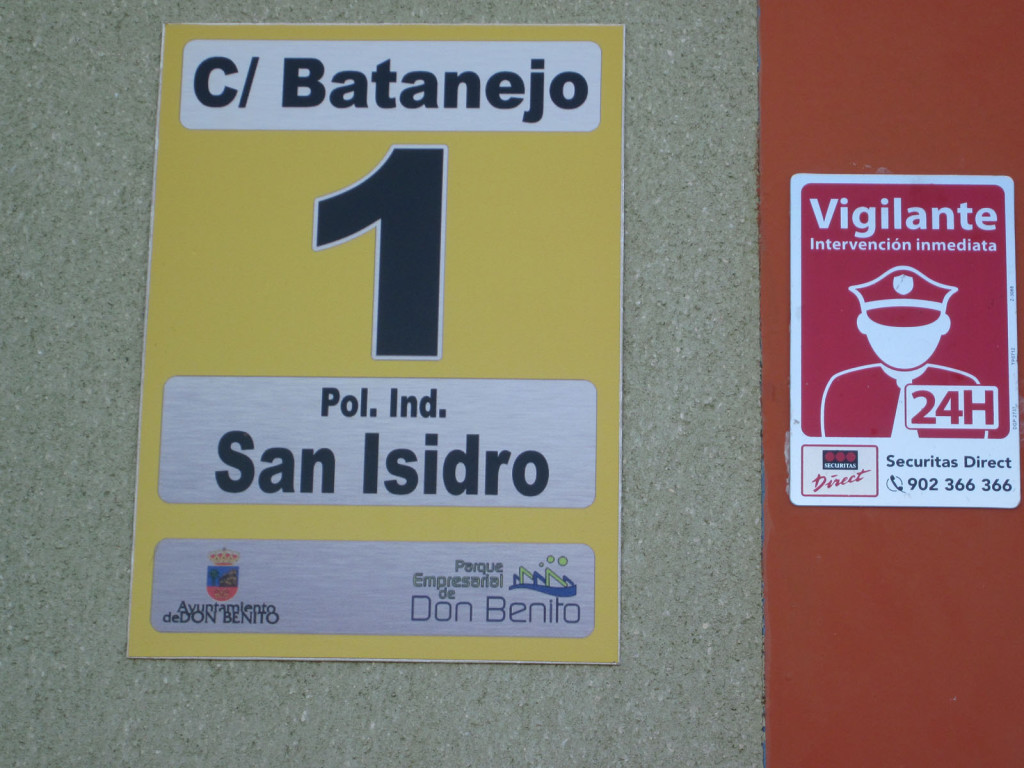 C/ Batanejo
1
Pol. Ind.
San Isidro
Ayuntamiento
de DON BENITO
Parque
Empresarial
de
Don Benito
Vigilante
Intervención inmediata
24H
SECURITAS
Direct
Securitas Direct
902 366 366